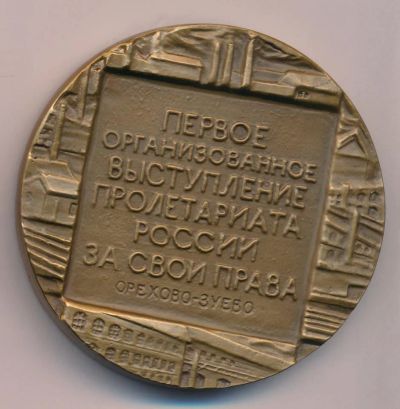 ПЕРВОЕ
ОРГАНИЗОВАННОЕ
ВЫСТУПЛЕНИЕ
ПРОЛЕТАРИАТА
РОССИИ
ЗА СВОИ ПРАВА
ОРЕХОВО-ЗУЕВО